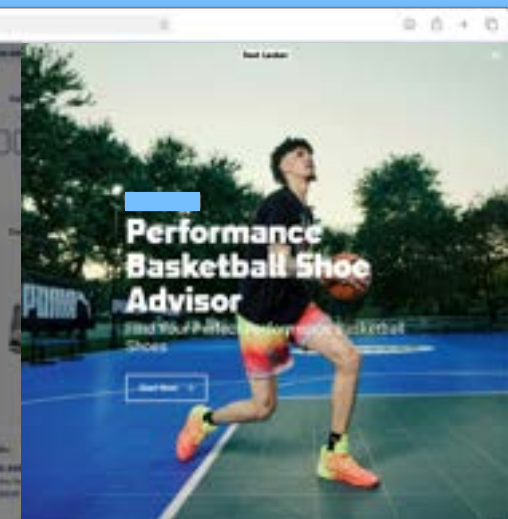 Foot Locker
Performance
Basketball Shoe
Advisor
Find Your Perfect Performance Basketball
Shoes
Start Now
PUMA